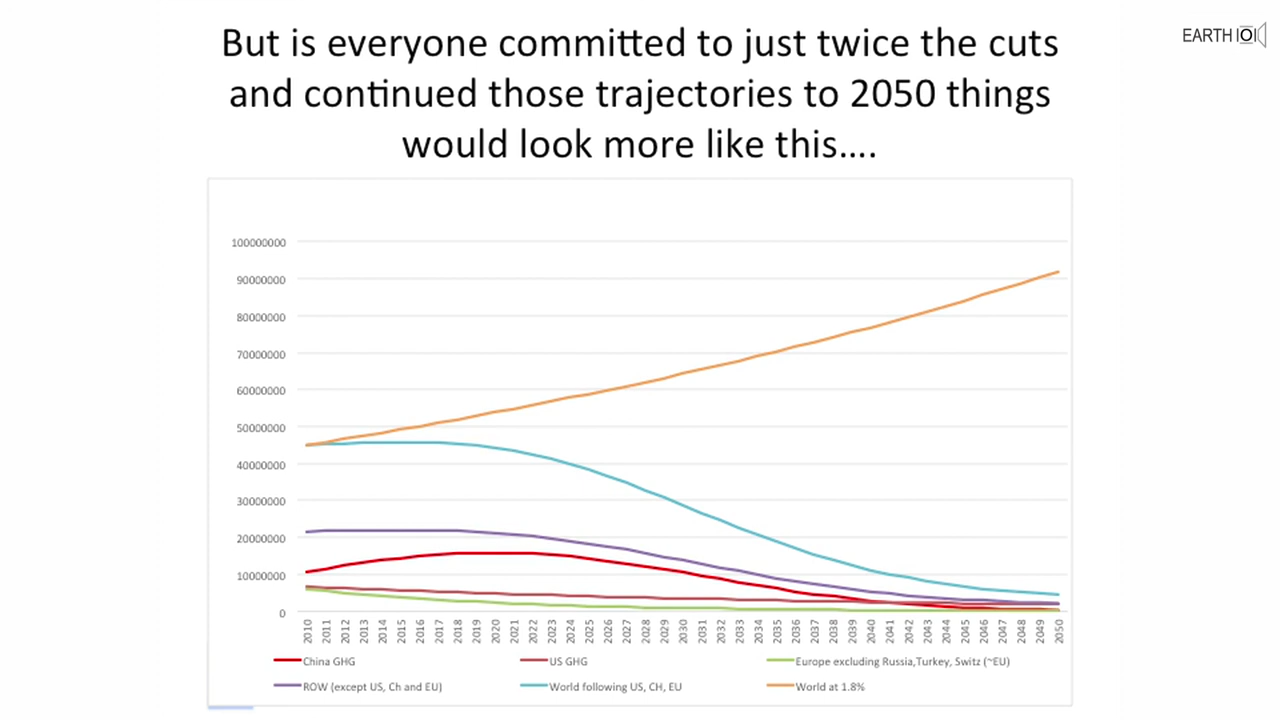 But is everyone committed to just twice the cuts
and continued those trajectories to 2050 things
would look more like this....
EARTH 101
100000000
90000000
80000000
70000000
60000000
50000000
40000000
30000000
20000000
10000000
0
2010 2011 2012 2013 2014 2015 2016 2017 2018 2019 2020 2021 2022 2023 2024 2025 2026 2027 2028 2029 2030 2031 2032 2033 2034 2035 2036 2037 2038 2039 2040 2041 2042 2043 2044 2045 2046 2047 2048 2049 2050
China GHG US GHG Europe excluding Russia,Turkey, Switz (~EU)
ROW (except US, Ch and EU) World following US, CH, EU World at 1.8%